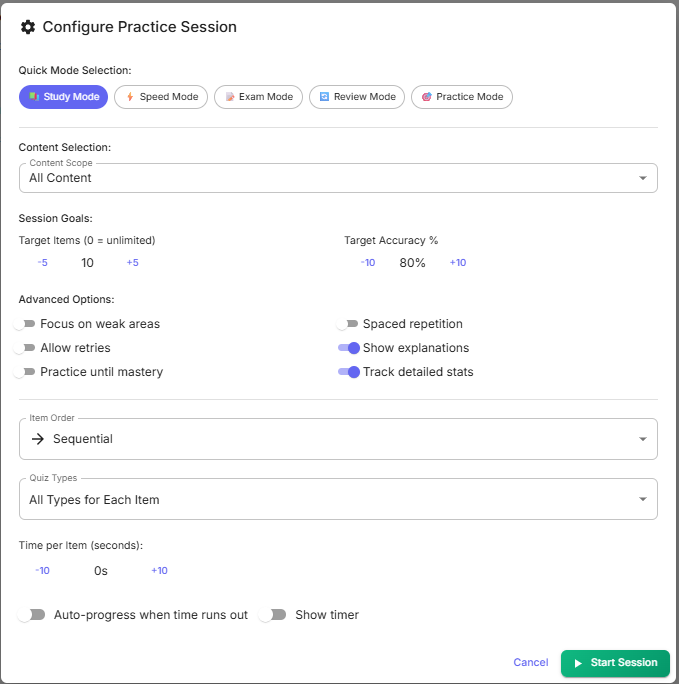 Configure Practice Session
Quick Mode Selection:
Study Mode Speed Mode Exam Mode Review Mode Practice Mode
Content Selection:
Content Scope
All Content
Session Goals:
Target Items (0 = unlimited) Target Accuracy %
-5 10 +5 -10 80% +10
Advanced Options:
Focus on weak areas Spaced repetition
Allow retries Show explanations
Practice until mastery Track detailed stats
Item Order
Sequential
Quiz Types
All Types for Each Item
Time per Item (seconds):
-10 0s +10
Auto-progress when time runs out Show timer
Cancel Start Session